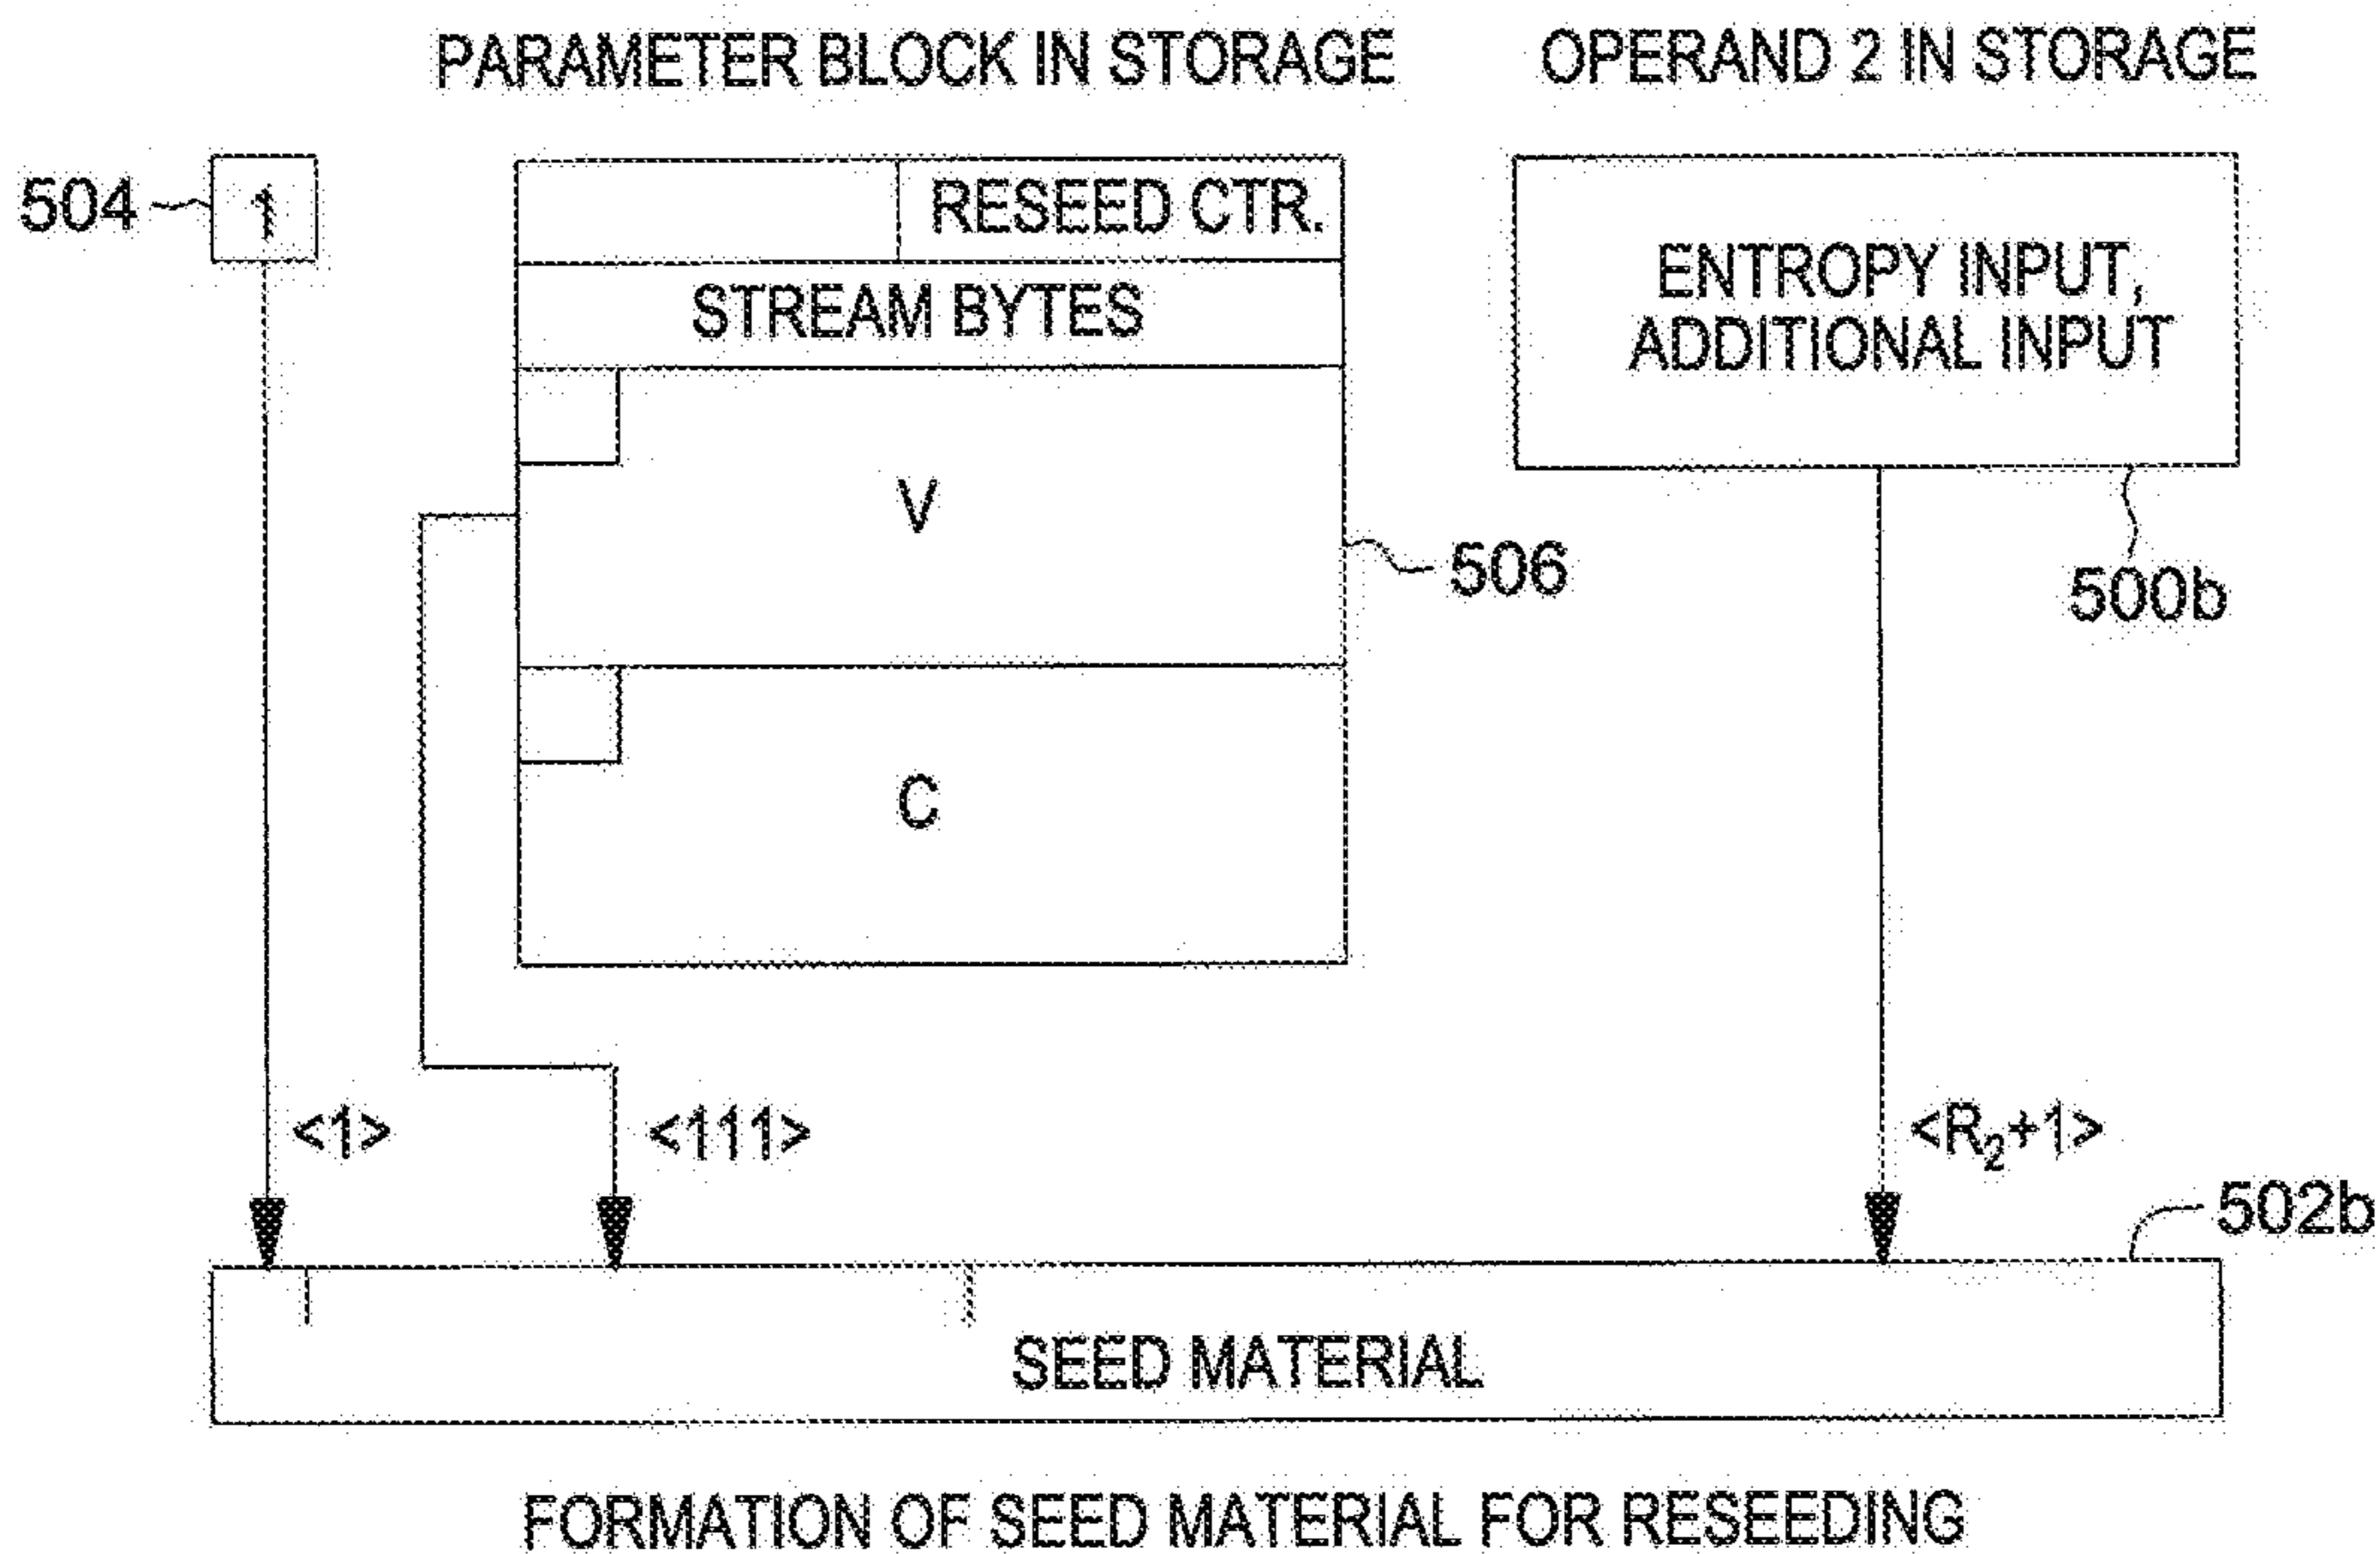 PARAMETER BLOCK IN STORAGE
OPERAND 2 IN STORAGE
504
1
RESEED CTR.
STREAM BYTES
ENTROPY INPUT,
ADDITIONAL INPUT
V
506
500b
C
<1>
<111>
<R₂+1>
502b
SEED MATERIAL
FORMATION OF SEED MATERIAL FOR RESEEDING